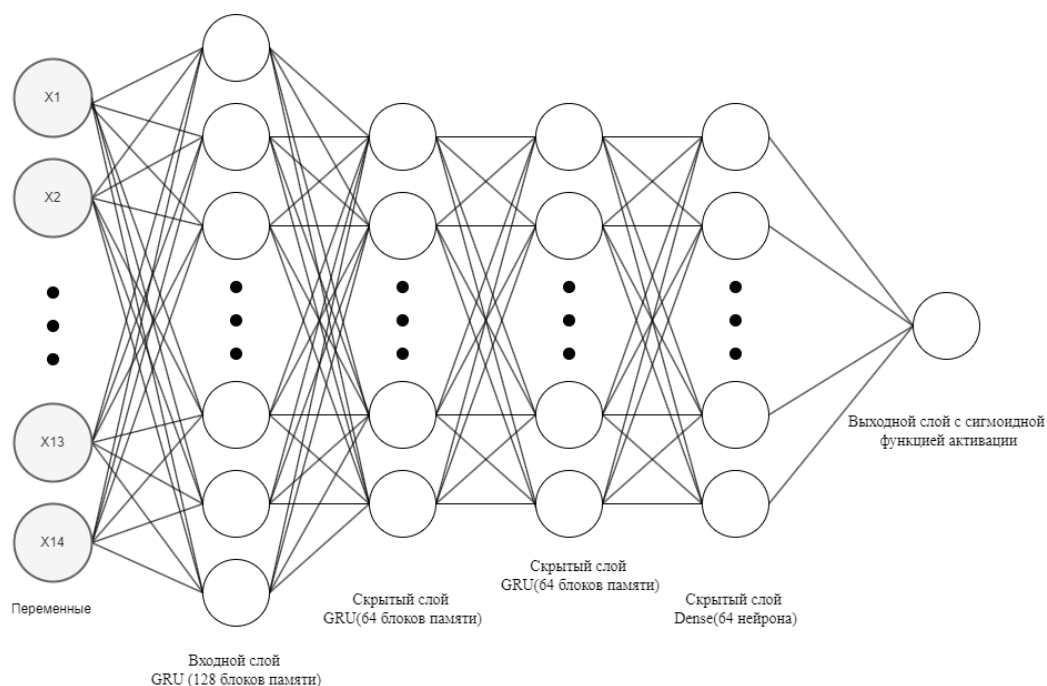 X1
X2
X13
X14
Переменные
Входной слой
GRU (128 блоков памяти)
Скрытый слой
GRU(64 блоков памяти)
Скрытый слой
GRU(64 блоков памяти)
Скрытый слой
Dense(64 нейрона)
Выходной слой с сигмоидной
функцией активации